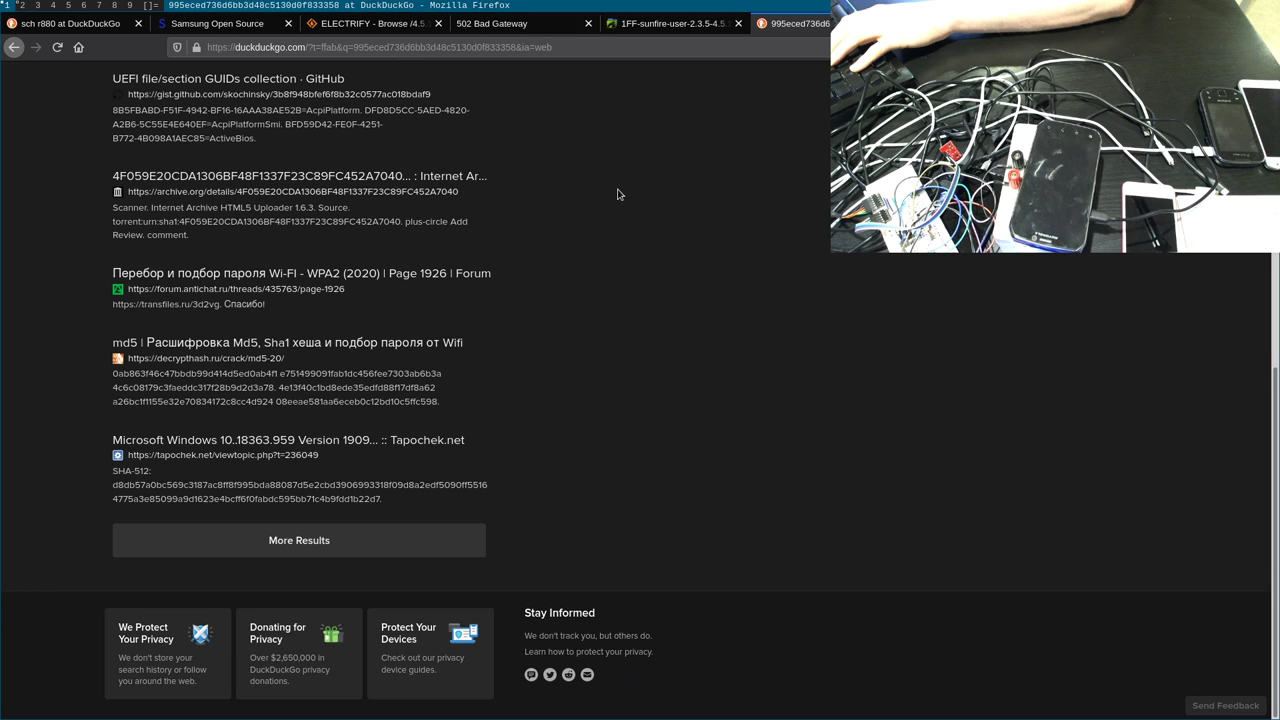 1 2 3 4 5 6 7 8 9 []= 995eced736d6bb3d48c5130d0f833358 at DuckDuckGo - Mozilla Firefox
sch r880 at DuckDuckGo
Samsung Open Source
ELECTRIFY - Browse /4.5.
502 Bad Gateway
1FF-sunfire-user-2.3.5-4.5.
995eced736d6b
https://duckduckgo.com/?t=ffab&q=995eced736d6bb3d48c5130d0f833358&ia=web
UEFI file/section GUIDs collection · GitHub
https://gist.github.com/skochinsky/3b8f948bfef6f8b32c0577ac018bdaf9
8B5FBABD-F51F-4942-BF16-16AAA38AE52B=AcpiPlatform. DFD8D5CC-5AED-4820-
A2B6-5C55E4E640EF=AcpiPlatformSmi. BFD59D42-FE0F-4251-
B772-4B098A1AEC85=ActiveBios.
4F059E20CDA1306BF48F1337F23C89FC452A7040... : Internet Ar...
https://archive.org/details/4F059E20CDA1306BF48F1337F23C89FC452A7040
Scanner. Internet Archive HTML5 Uploader 1.6.3. Source.
torrent:urn:sha1:4F059E20CDA1306BF48F1337F23C89FC452A7040. plus-circle Add
Review. comment.
Перебор и подбор пароля Wi-FI - WPA2 (2020) | Page 1926 | Forum
https://forum.antichat.ru/threads/435763/page-1926
https://transfiles.ru/3d2vg. Спасибо!
md5 | Расшифровка Md5, Sha1 хеша и подбор пароля от Wifi
https://decrypthash.ru/crack/md5-20/
0ab863f46c47bbdb99d414d5ed0ab4f1 e751499091fab1dc456fee7303ab6b3a
4c6c08179c3faeddc317f28b9d2d3a78. 4e13f40c1bd8ede35edfd88f17df8a62
a26bc1f1155e32e70834172c8cc4d924 08eeae581aa6eceb0c12bd10c5ffc598.
Microsoft Windows 10..18363.959 Version 1909... :: Tapochek.net
https://tapochek.net/viewtopic.php?t=236049
SHA-512:
d8db57a0bc569c3187ac8ff8f995bda88087d5e2cbd3906993318f09d8a2edf5090ff5516
4775a3e85099a9d1623e4bcff6f0fabdc595bb71c4b9fdd1b22d7.
More Results
We Protect
Your Privacy
We don't store your
search history or follow
you around the web.
Donating for
Privacy
Over $2,650,000 in
DuckDuckGo privacy
donations.
Protect Your
Devices
Check out our privacy
device guides.
Stay Informed
We don't track you, but others do.
Learn how to protect your privacy.
Send Feedback